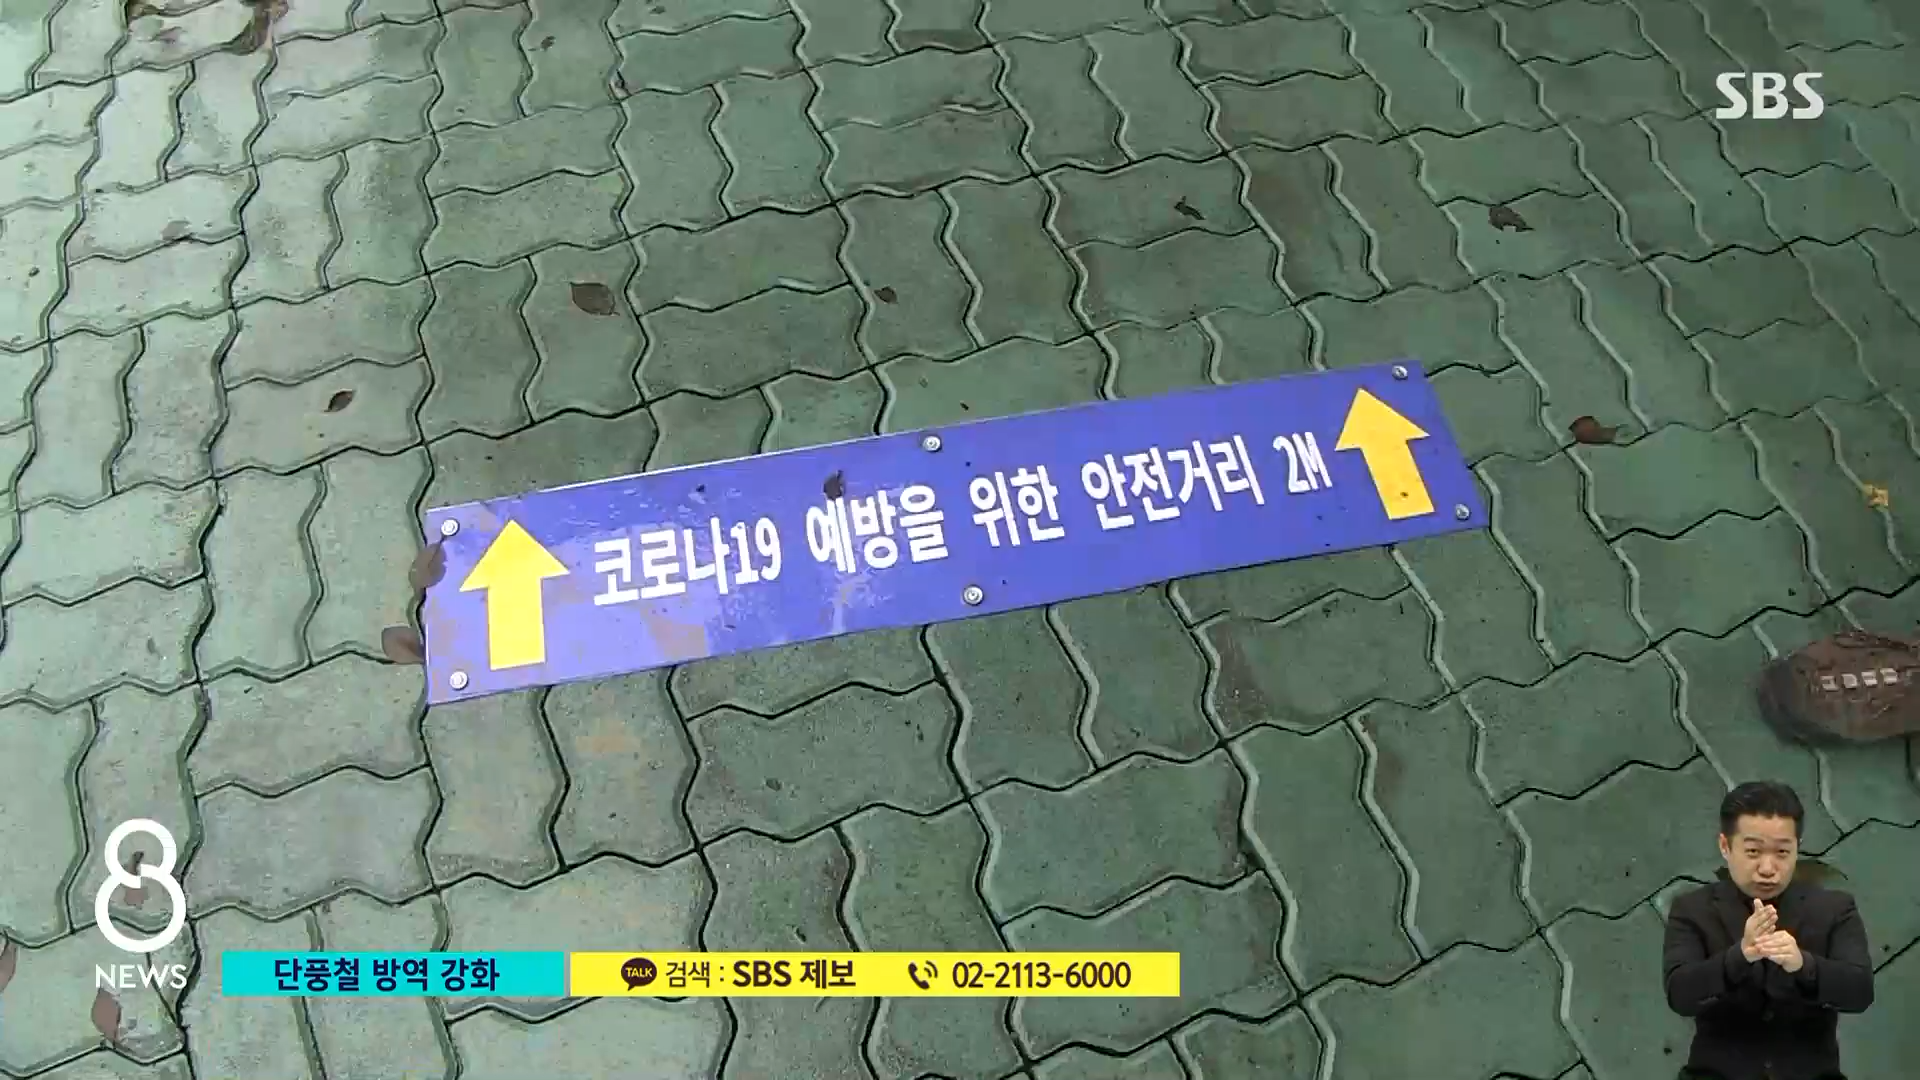 SBS
코로나19 예방을 위한 안전거리 2M
8
NEWS
단풍철 방역 강화
TALK 검색 : SBS 제보 02-2113-6000